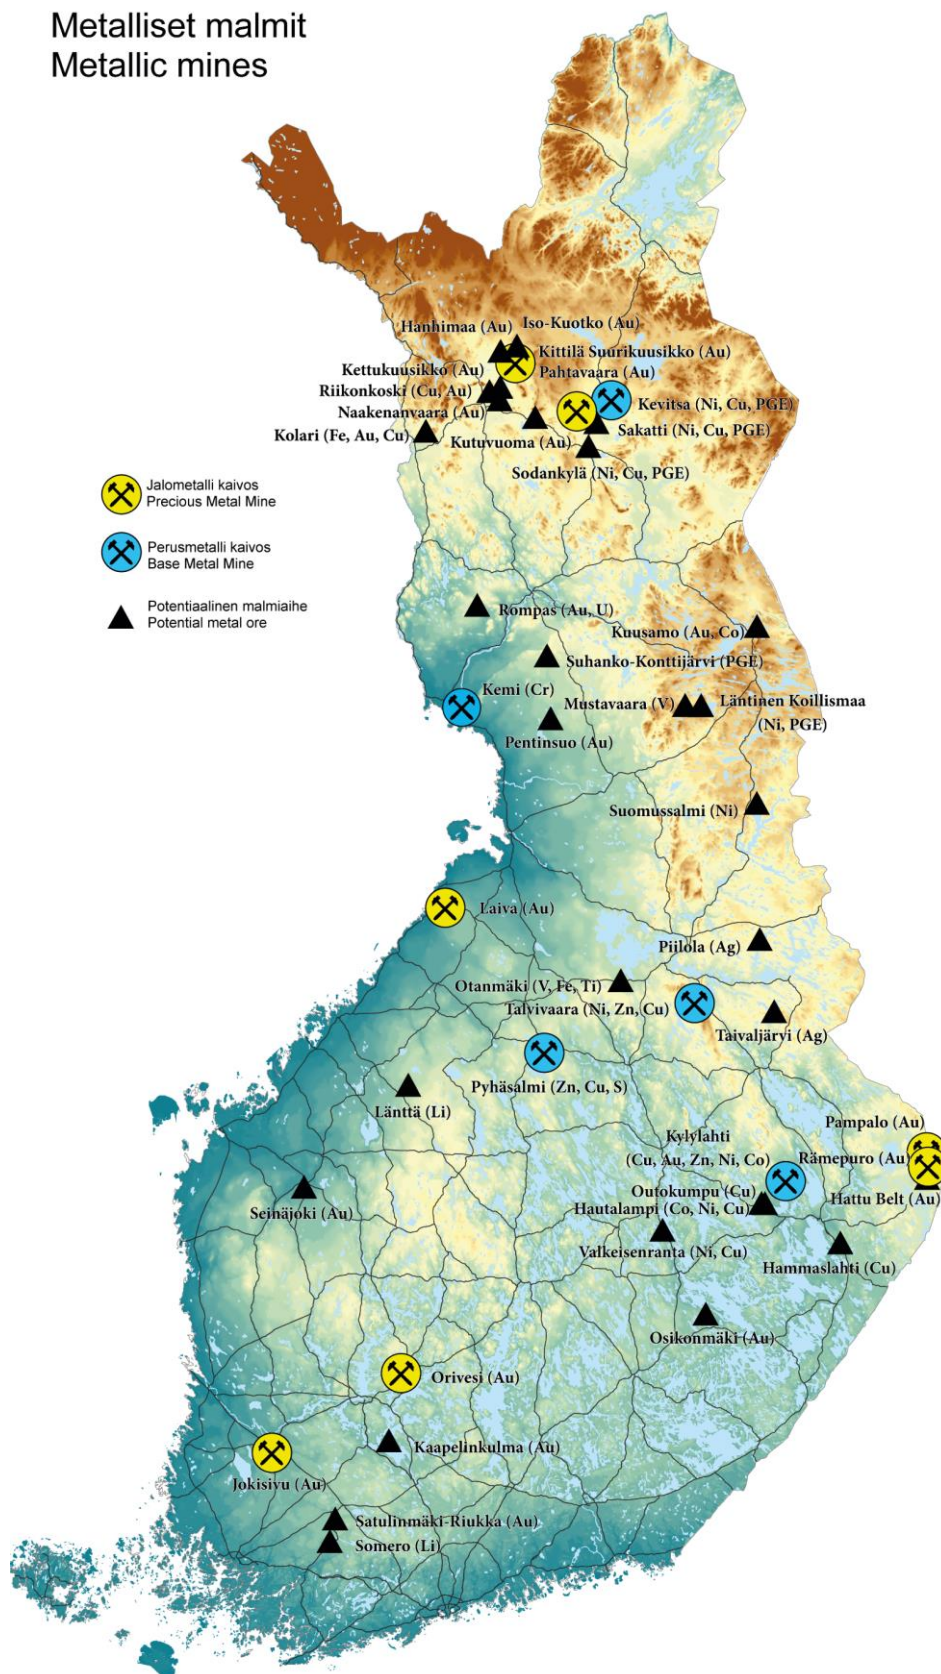 Metalliset malmit
Metallic mines
Iso-Kuotko (Au)
Hanhimaa (Au)
Kittilä Suurikuusikko (Au)
Kettukuusikko (Au)
Pahtavaara (Au)
Riikonkoski (Cu, Au)
Kevitsa (Ni, Cu, PGE)
Naakenanvaara (Au)
Sakatti (Ni, Cu, PGE)
Kolari (Fe, Au, Cu)
Kutuvuoma (Au)
Sodankylä (Ni, Cu, PGE)
Jalometalli kaivos
Precious Metal Mine
Perusmetalli kaivos
Base Metal Mine
Potentiaalinen malmiaihe
Potential metal ore
Rompas (Au, U)
Kuusamo (Au, Co)
Suhanko-Konttijärvi (PGE)
Kemi (Cr)
Mustavaara (V)
Läntinen Koillismaa
(Ni, PGE)
Pentinsuo (Au)
Suomussalmi (Ni)
Laiva (Au)
Piilola (Ag)
Otanmäki (V, Fe, Ti)
Talvivaara (Ni, Zn, Cu)
Taivaljärvi (Ag)
Pyhäsalmi (Zn, Cu, S)
Länttä (Li)
Pampalo (Au)
Kylylahti
(Cu, Au, Zn, Ni, Co)
Rämepuro (Au)
Outokumpu (Cu)
Hattu Belt (Au)
Hautalampi (Co, Ni, Cu)
Seinäjoki (Au)
Valkeisenranta (Ni, Cu)
Hammaslahti (Cu)
Osikonmäki (Au)
Orivesi (Au)
Kaapelinkulma (Au)
Jokisivu (Au)
Satulinmäki-Riukka (Au)
Somero (Li)